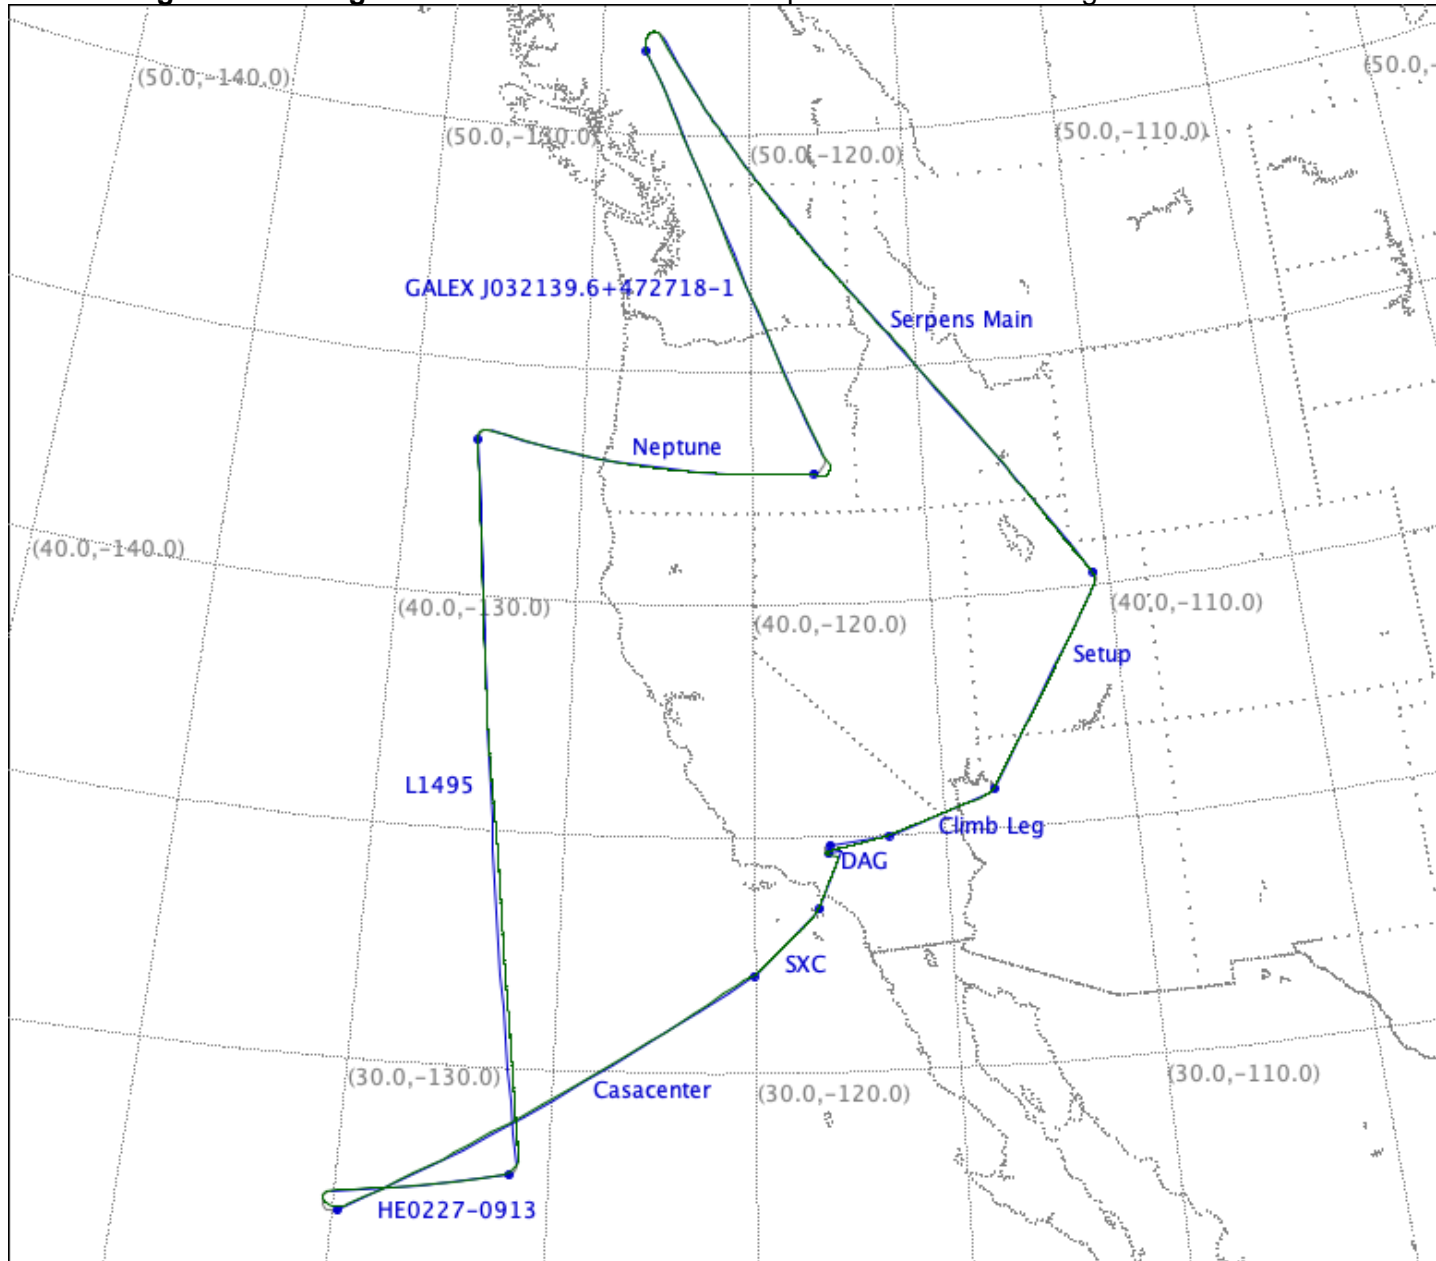 (50.0,-140.0)
(50.0,-
(50.0,-130.0)
(50.0,-110.0)
(50.0,-120.0)
GALEX J032139.6+472718-1
Serpens Main
Neptune
(40.0,-140.0)
(40.0,-130.0)
(40.0,-110.0)
(40.0,-120.0)
Setup
L1495
Climb Leg
DAG
SXC
(30.0,-130.0)
(30.0,-110.0)
Casacenter
(30.0,-120.0)
HE0227-0913